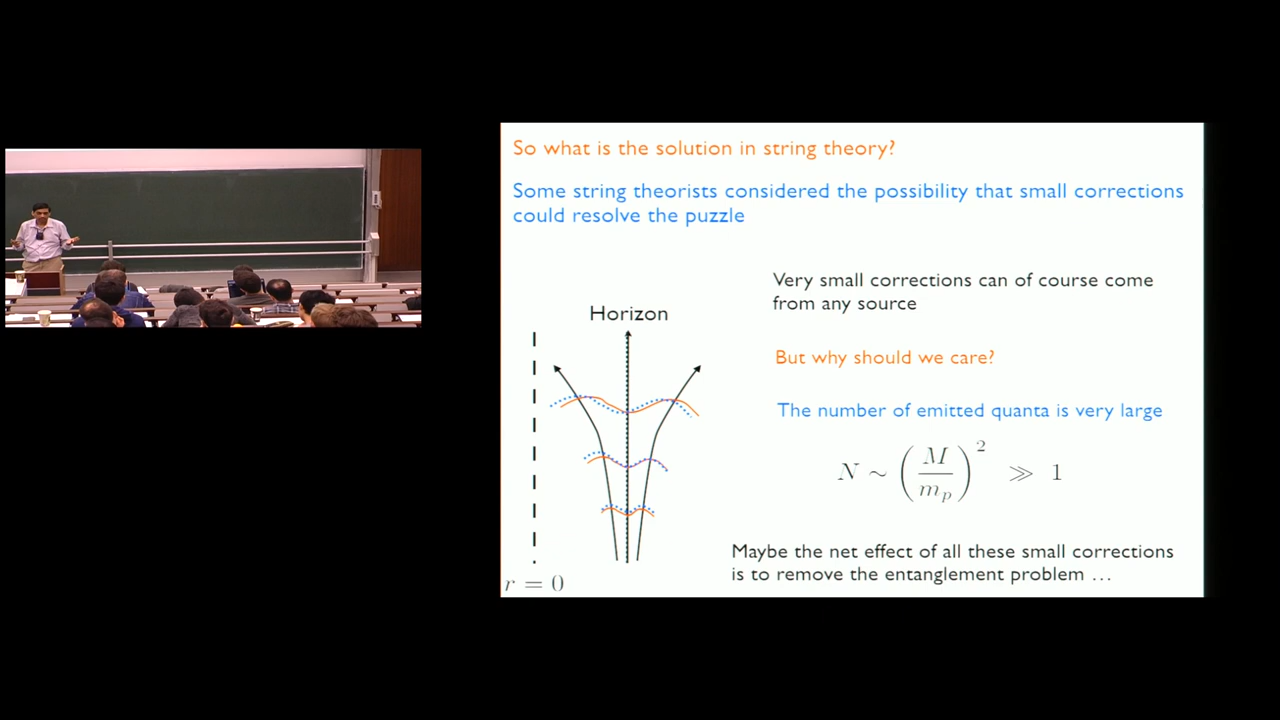 So what is the solution in string theory?
Some string theorists considered the possibility that small corrections
could resolve the puzzle
Very small corrections can of course come
from any source
Horizon
But why should we care?
The number of emitted quanta is very large
N ∼ (M/m_p)^2 ≫ 1
Maybe the net effect of all these small corrections
is to remove the entanglement problem …
r = 0